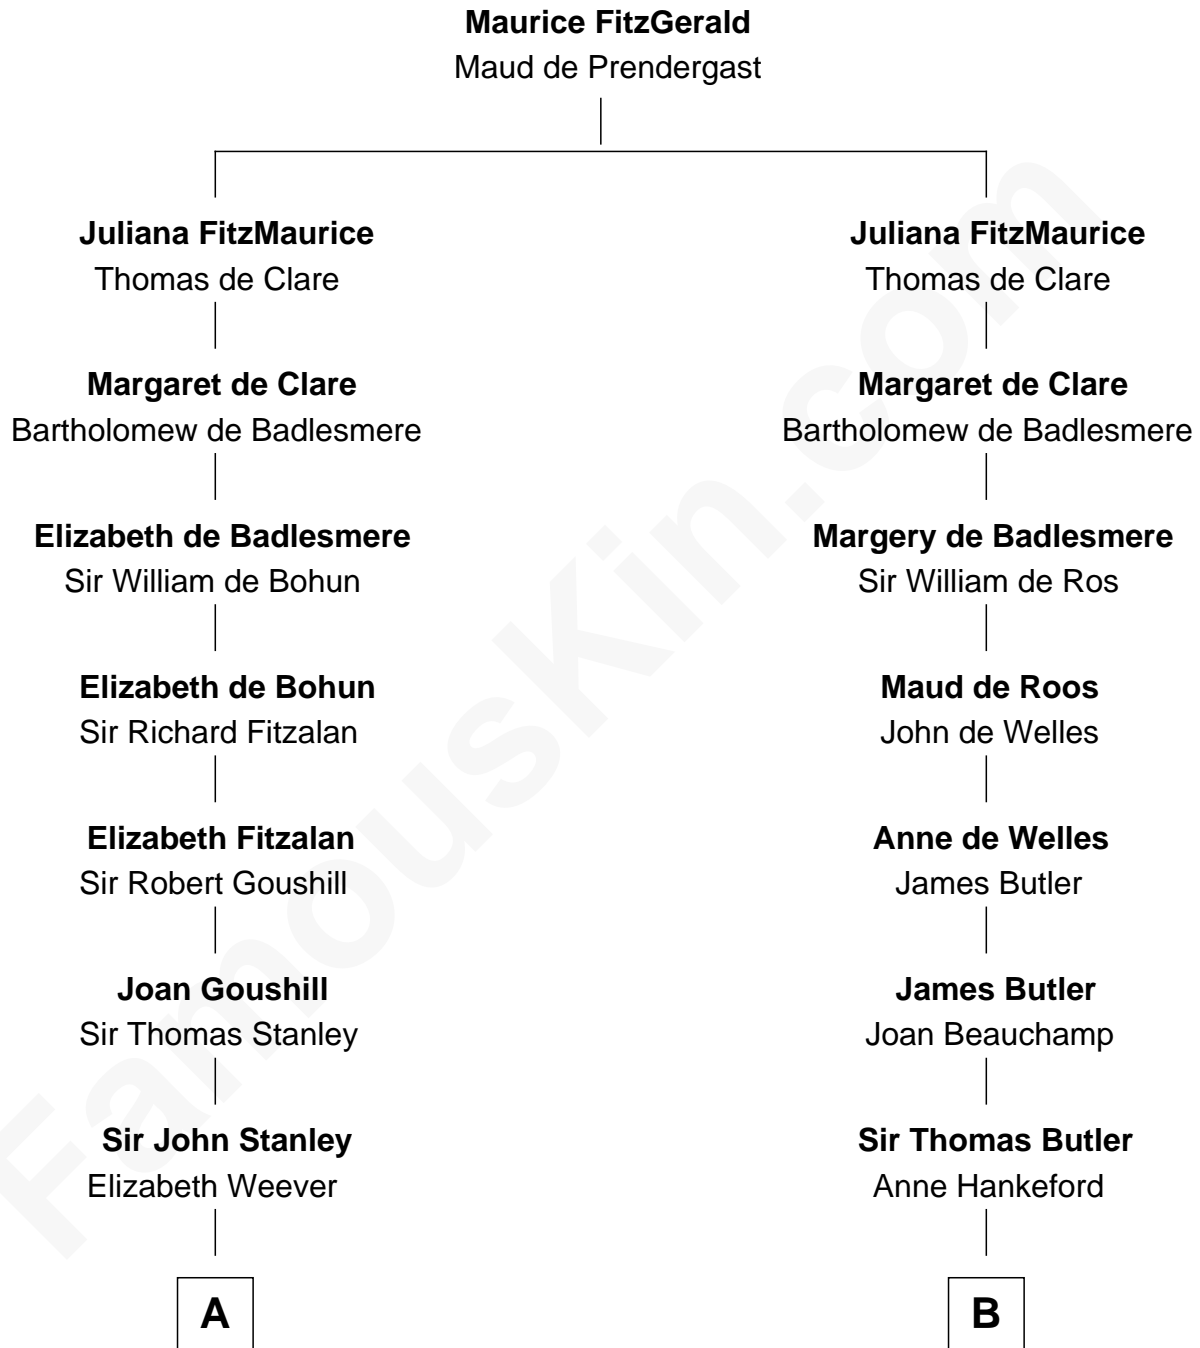 Maurice FitzGerald
Maud de Prendergast
Juliana FitzMaurice
Thomas de Clare
Margaret de Clare
Bartholomew de Badlesmere
Elizabeth de Badlesmere
Sir William de Bohun
Elizabeth de Bohun
Sir Richard Fitzalan
Elizabeth Fitzalan
Sir Robert Goushill
Joan Goushill
Sir Thomas Stanley
Sir John Stanley
Elizabeth Weever
A
Juliana FitzMaurice
Thomas de Clare
Margaret de Clare
Bartholomew de Badlesmere
Margery de Badlesmere
Sir William de Ros
Maud de Roos
John de Welles
Anne de Welles
James Butler
James Butler
Joan Beauchamp
Sir Thomas Butler
Anne Hankeford
B
FamousKin.com